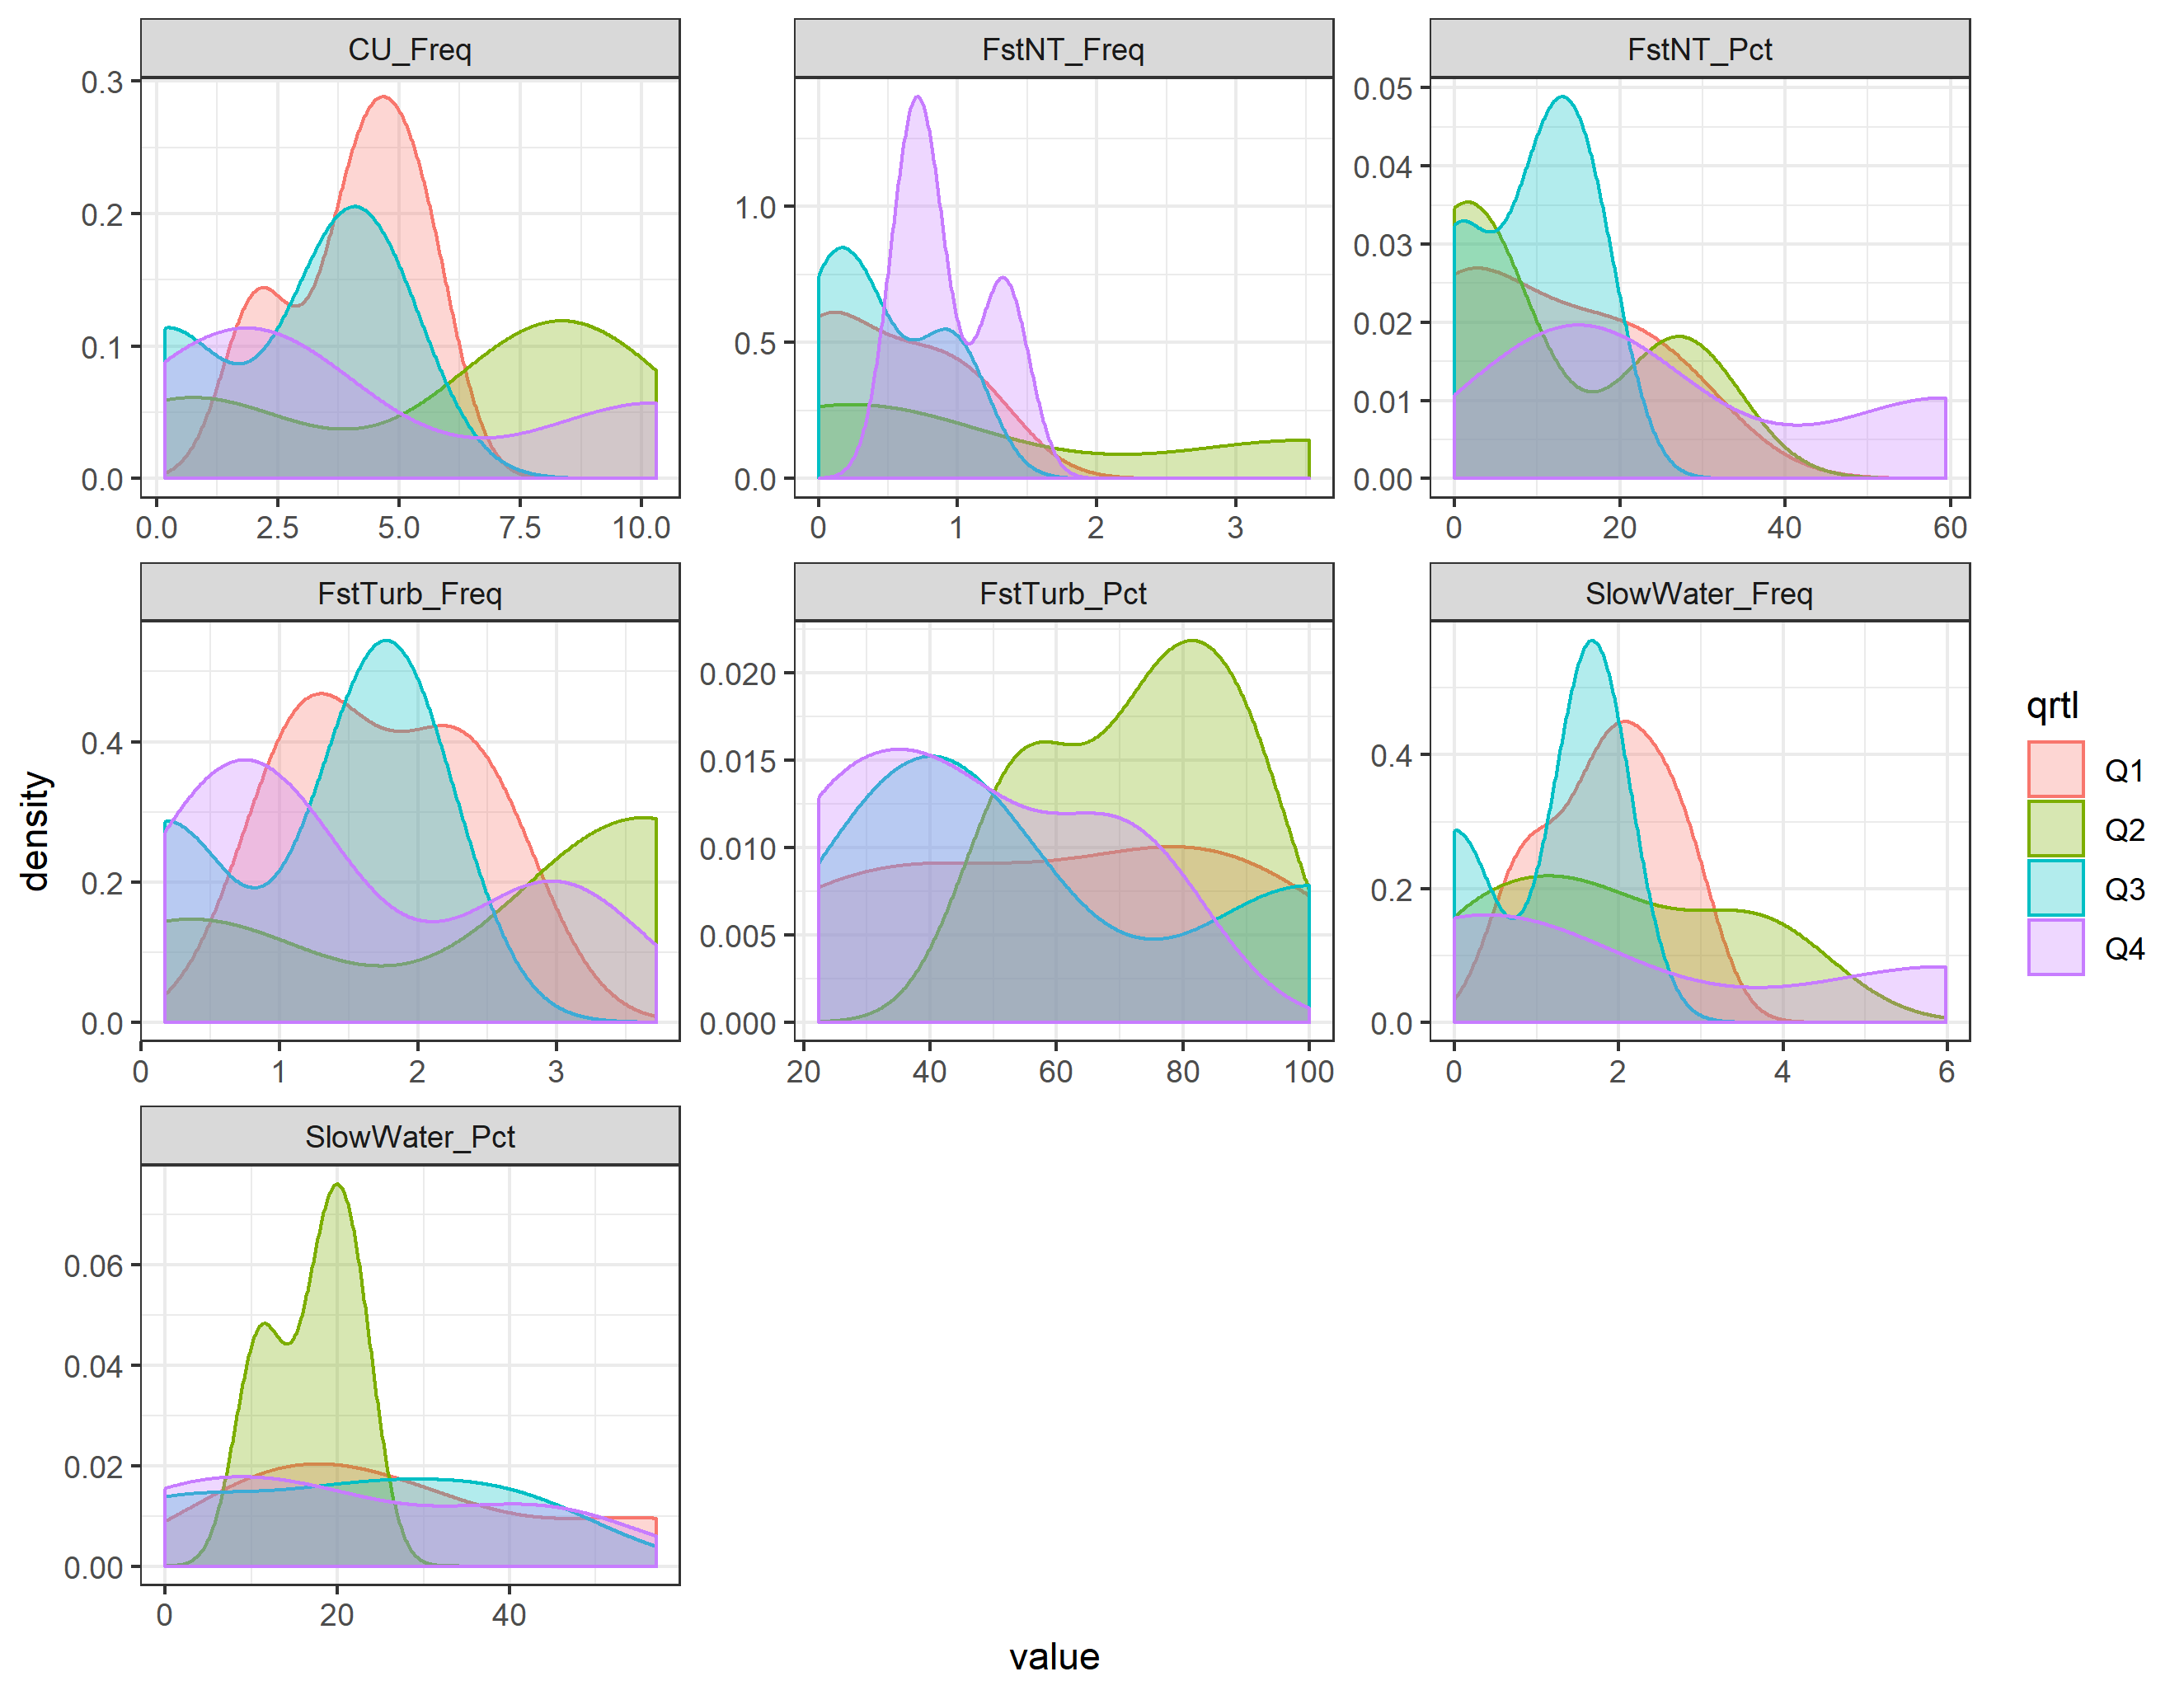 CU_Freq
FstNT_Freq
FstNT_Pct
0.3
0.2
0.1
0.0
0.0 2.5 5.0 7.5 10.0
1.0
0.5
0.0
0 1 2 3
0.05
0.04
0.03
0.02
0.01
0.00
0 20 40 60
FstTurb_Freq
FstTurb_Pct
SlowWater_Freq
0.4
0.2
0.0
0 1 2 3
0.020
0.015
0.010
0.005
0.000
20 40 60 80 100
0.4
0.2
0.0
0 2 4 6
SlowWater_Pct
0.06
0.04
0.02
0.00
0 20 40
density
value
qrtl
Q1
Q2
Q3
Q4